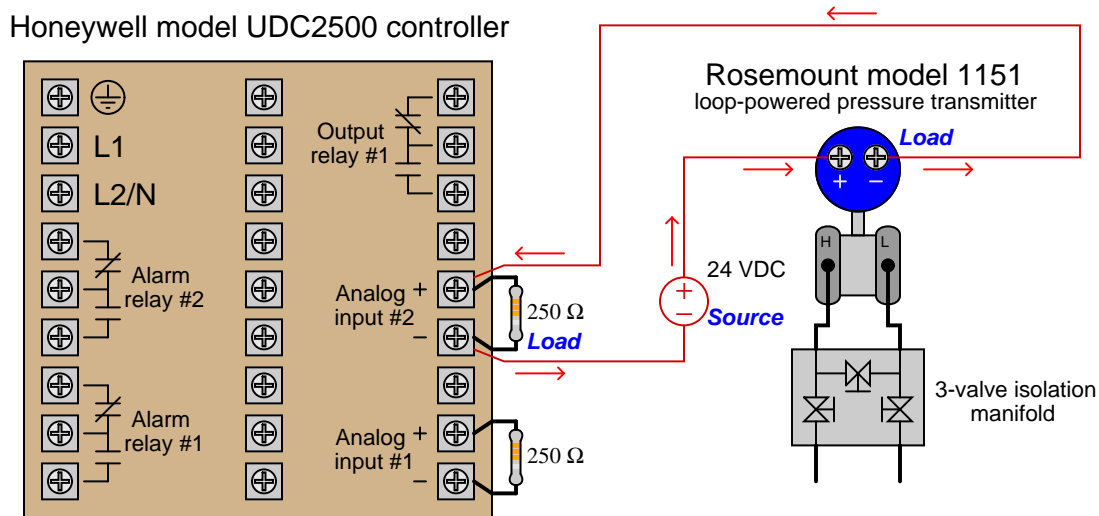 Honeywell model UDC2500 controller
Rosemount model 1151
loop-powered pressure transmitter
Load
+ −
H L
24 VDC
+
−
Source
3-valve isolation
manifold
L1
L2/N
Alarm
relay #2
Alarm
relay #1
Output
relay #1
Analog +
input #2
−
250 Ω
Load
Analog +
input #1
−
250 Ω